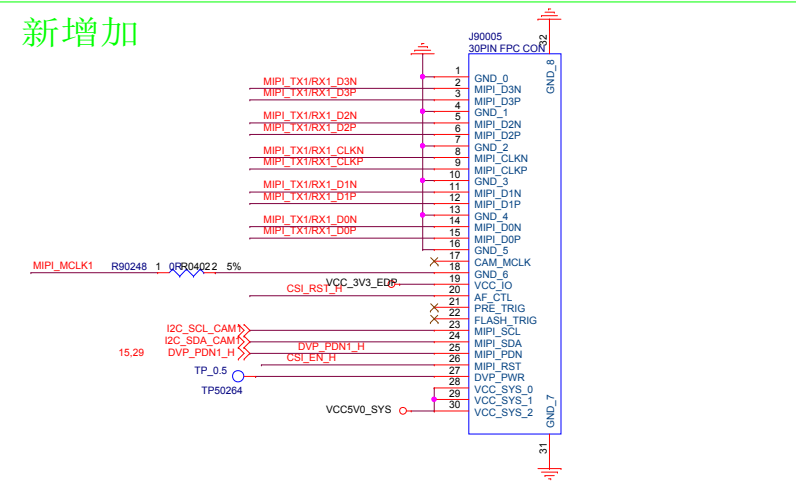 新增加
J90005
30PIN FPC CON
32
GND_8
1 GND_0
MIPI_TX1/RX1_D3N 2 MIPI_D3N
MIPI_TX1/RX1_D3P 3 MIPI_D3P
4 GND_1
MIPI_TX1/RX1_D2N 5 MIPI_D2N
MIPI_TX1/RX1_D2P 6 MIPI_D2P
7 GND_2
MIPI_TX1/RX1_CLKN 8 MIPI_CLKN
MIPI_TX1/RX1_CLKP 9 MIPI_CLKP
10 GND_3
MIPI_TX1/RX1_D1N 11 MIPI_D1N
MIPI_TX1/RX1_D1P 12 MIPI_D1P
13 GND_4
MIPI_TX1/RX1_D0N 14 MIPI_D0N
MIPI_TX1/RX1_D0P 15 MIPI_D0P
16 GND_5
17 CAM_MCLK
MIPI_MCLK1 R90248 1 0R R0402 2 5% 18 GND_6
VCC_3V3_EDP 19 VCC_IO
CSI_RST_H 20 AF_CTL
21 PRE_TRIG
22 FLASH_TRIG
I2C_SCL_CAM1 23 MIPI_SCL
I2C_SDA_CAM1 24 MIPI_SDA
15,29 DVP_PDN1_H DVP_PDN1_H 25 MIPI_PDN
CSI_EN_H 26 MIPI_RST
TP_0.5 27 DVP_PWR
TP50264
28 VCC_SYS_0
29 VCC_SYS_1
VCC5V0_SYS 30 VCC_SYS_2
GND_7
31